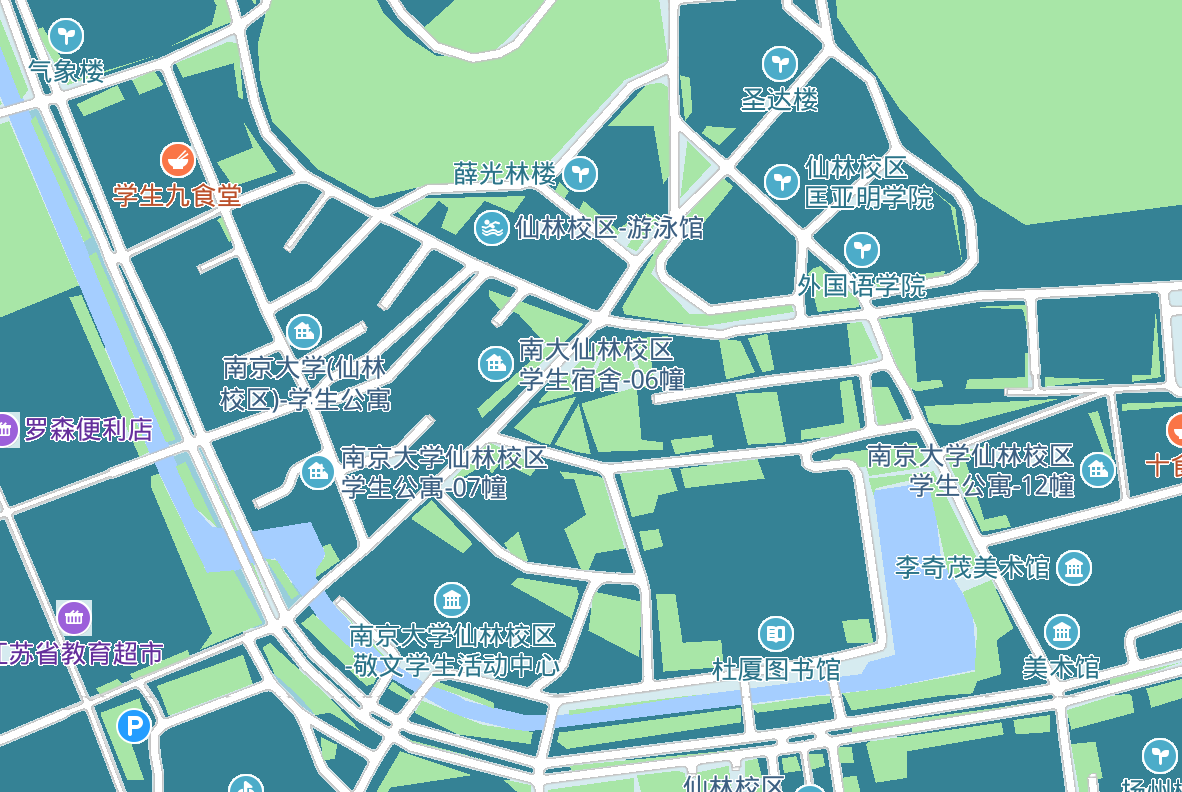 气象楼
圣达楼
学生九食堂
薛光林楼
仙林校区
匡亚明学院
仙林校区-游泳馆
外国语学院
南京大学(仙林
校区)-学生公寓
南大仙林校区
学生宿舍-06幢
罗森便利店
南京大学仙林校区
学生公寓-07幢
南京大学仙林校区
学生公寓-12幢
十食
李奇茂美术馆
江苏省教育超市
南京大学仙林校区
-敬文学生活动中心
杜厦图书馆
美术馆
P
仙林校区
扬州楼